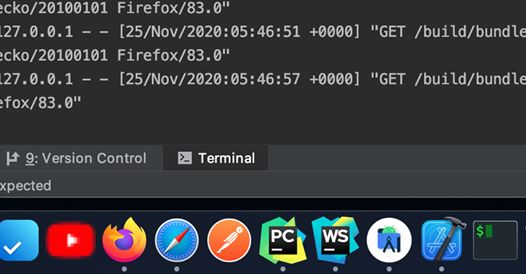 ecko/20100101 Firefox/83.0"
127.0.0.1 - - [25/Nov/2020:05:46:51 +0000] "GET /build/bundle
ecko/20100101 Firefox/83.0"
127.0.0.1 - - [25/Nov/2020:05:46:57 +0000] "GET /build/bundle
efox/83.0"
9: Version Control Terminal
xpected
PC WS $